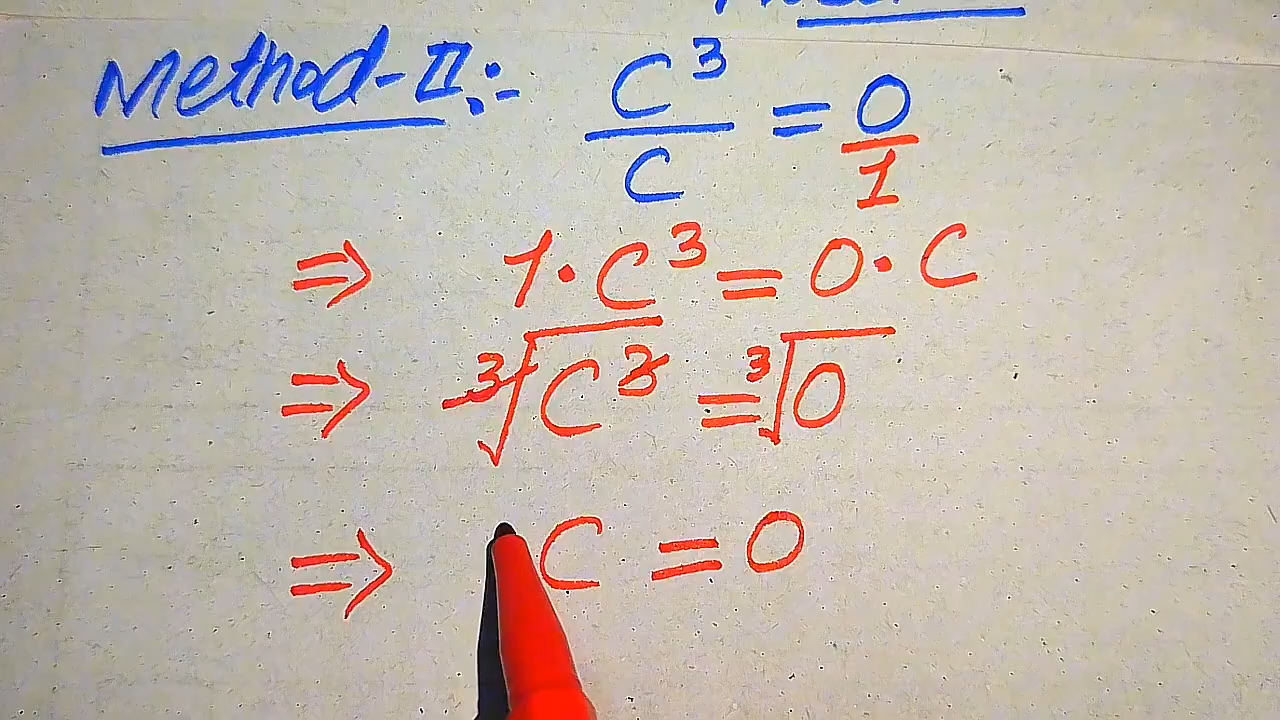 Method-II:- C³/C = 0/1
⇒ 1·C³ = 0·C
⇒ ∛C³ = ∛0
⇒ C = 0